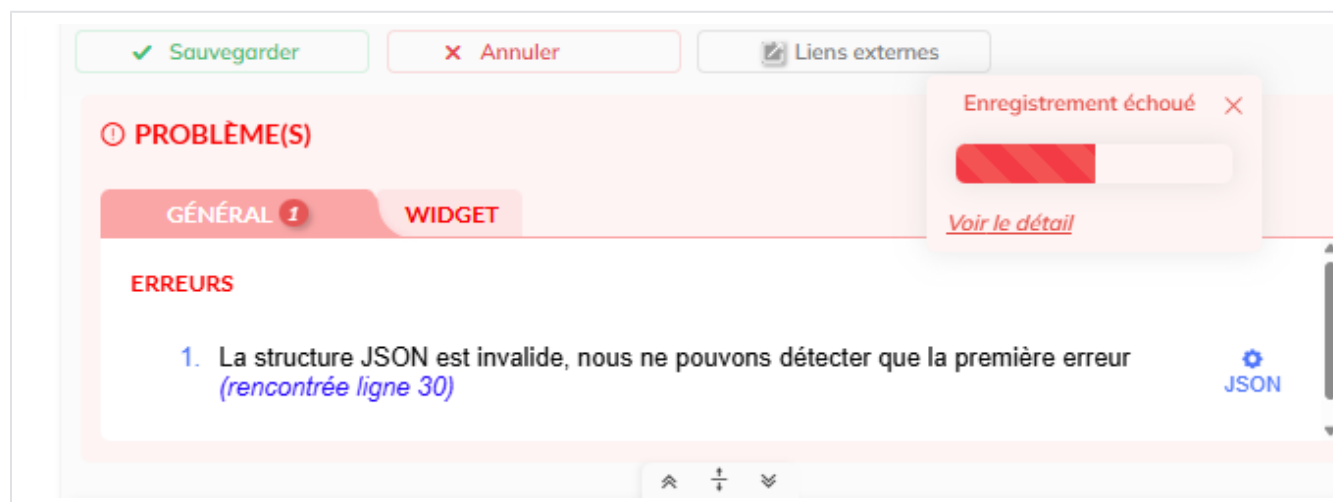 Sauvegarder
Annuler
Liens externes
Enregistrement échoué
PROBLÈME(S)
GÉNÉRAL 1
WIDGET
Voir le détail
ERREURS
1. La structure JSON est invalide, nous ne pouvons détecter que la première erreur
(rencontrée ligne 30)
JSON